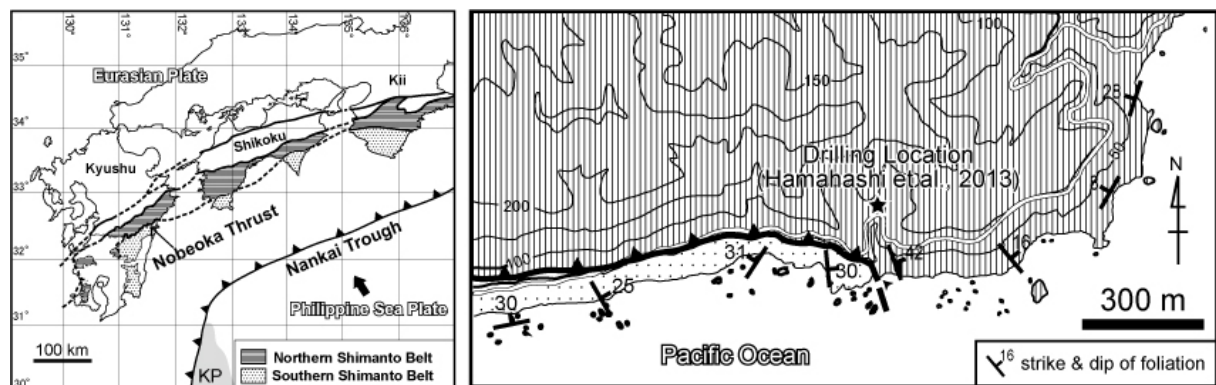 130° 131° 132° 133° 134° 135° 136°
35°
34°
33°
32°
31°
30°
Eurasian Plate
Kii
Shikoku
Kyushu
Nobeoka Thrust
Nankai Trough
Philippine Sea Plate
100 km
KP
Northern Shimanto Belt
Southern Shimanto Belt
100
150
28
50
8
Drilling Location
(Hamahashi et al., 2013)
N
200
100
31
30
42
16
25
30
300 m
Pacific Ocean
16 strike & dip of foliation